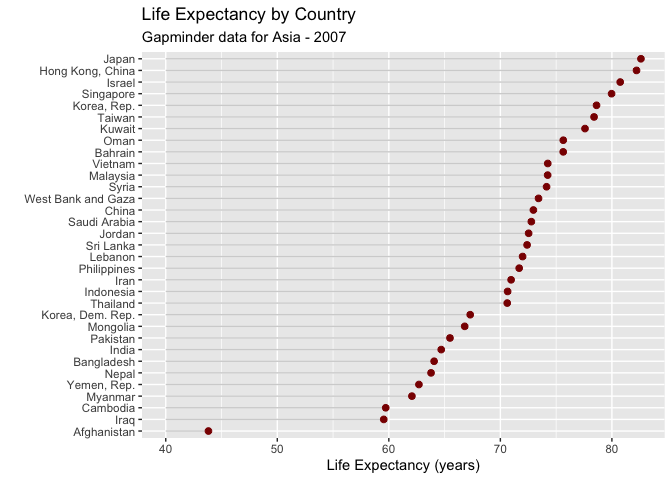 Life Expectancy by Country
Gapminder data for Asia - 2007
Japan
Hong Kong, China
Israel
Singapore
Korea, Rep.
Taiwan
Kuwait
Oman
Bahrain
Vietnam
Malaysia
Syria
West Bank and Gaza
China
Saudi Arabia
Jordan
Sri Lanka
Lebanon
Philippines
Iran
Indonesia
Thailand
Korea, Dem. Rep.
Mongolia
Pakistan
India
Bangladesh
Nepal
Yemen, Rep.
Myanmar
Cambodia
Iraq
Afghanistan
40 50 60 70 80
Life Expectancy (years)